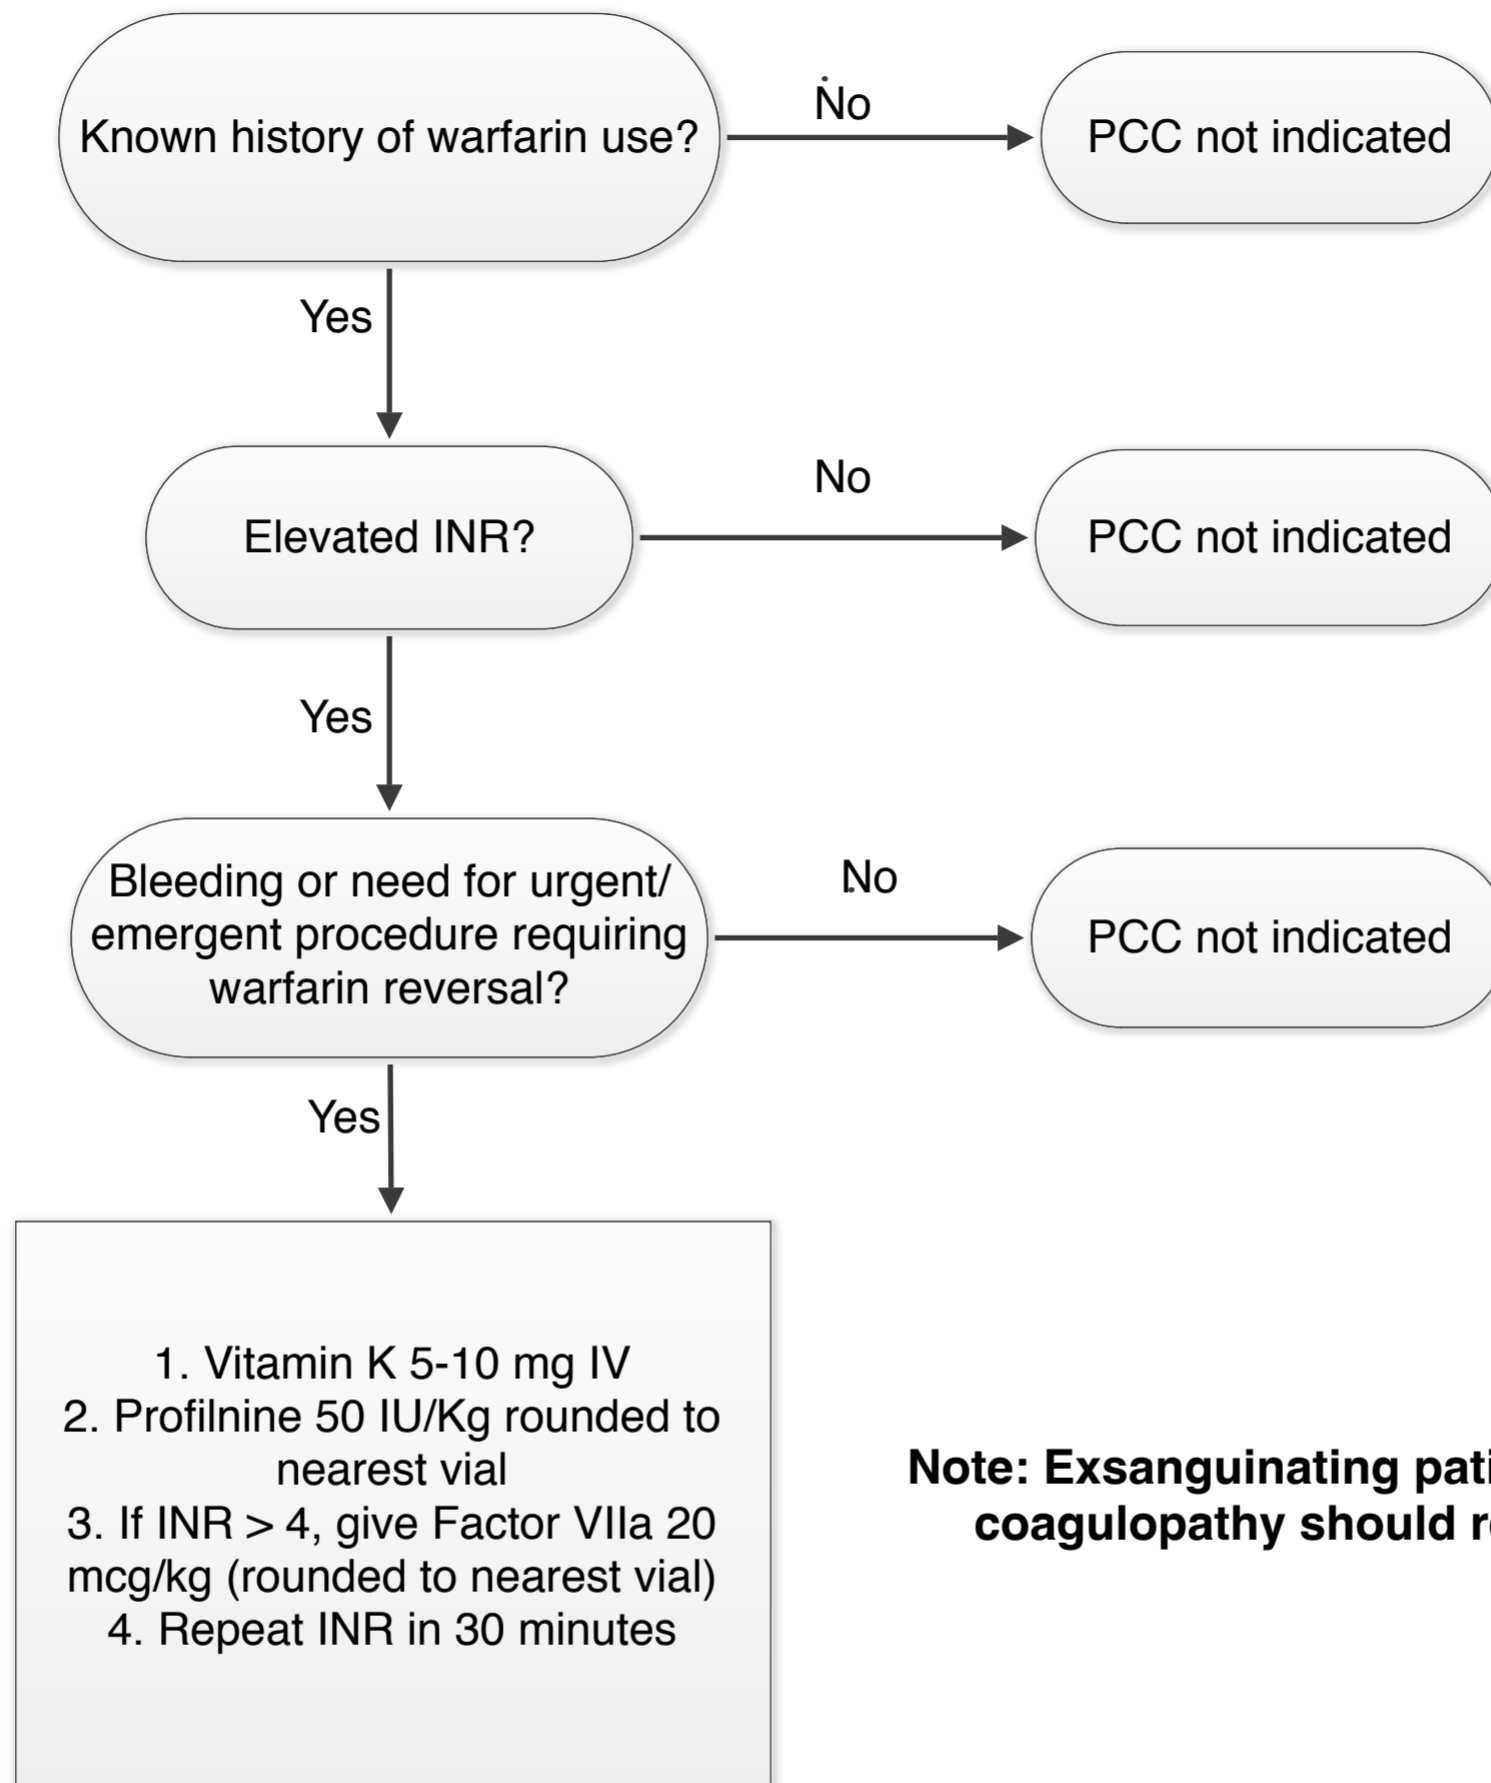 Known history of warfarin use?
No
PCC not indicated
Yes
Elevated INR?
No
PCC not indicated
Yes
Bleeding or need for urgent/
emergent procedure requiring
warfarin reversal?
No
PCC not indicated
Yes
1. Vitamin K 5-10 mg IV
2. Profilnine 50 IU/Kg rounded to
nearest vial
3. If INR > 4, give Factor VIIa 20
mcg/kg (rounded to nearest vial)
4. Repeat INR in 30 minutes
Note: Exsanguinating
coagulopathy should